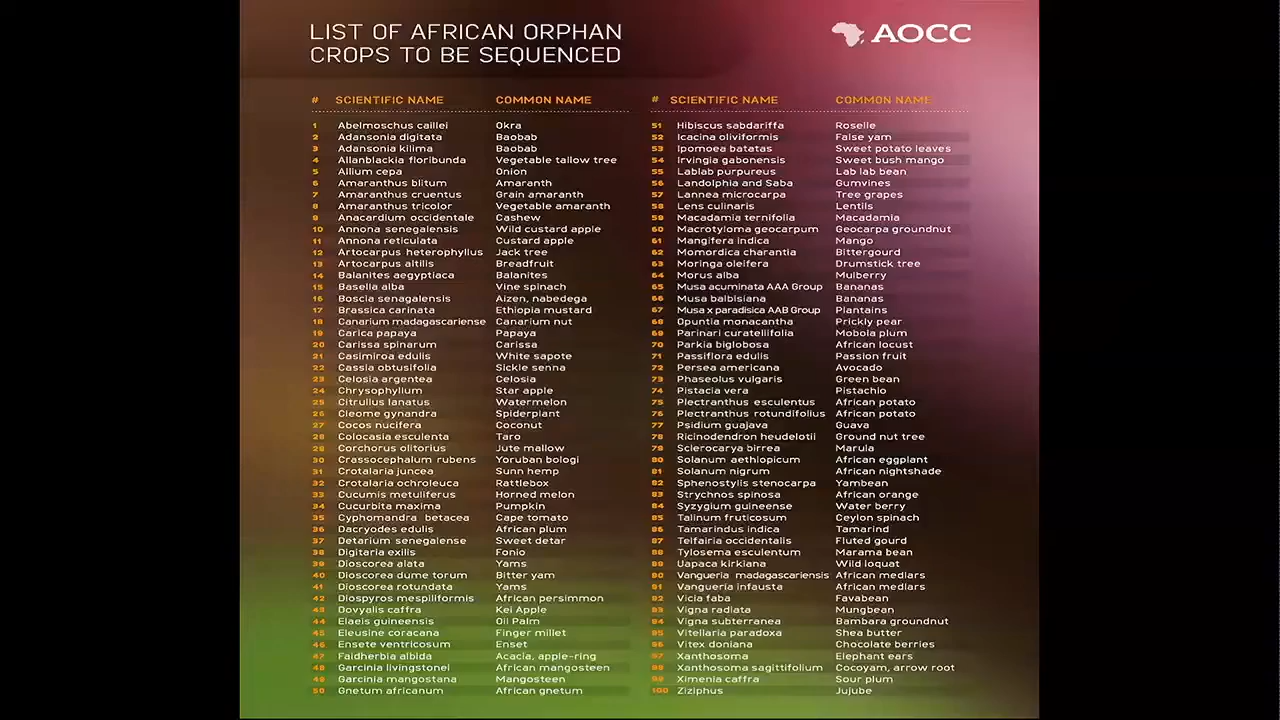 LIST OF AFRICAN ORPHAN
CROPS TO BE SEQUENCED
AOCC
# SCIENTIFIC NAME COMMON NAME
1 Abelmoschus caillei Okra
2 Adansonia digitata Baobab
3 Adansonia kilima Baobab
4 Allanblackia floribunda Vegetable tallow tree
5 Allium cepa Onion
6 Amaranthus blitum Amaranth
7 Amaranthus cruentus Grain amaranth
8 Amaranthus tricolor Vegetable amaranth
9 Anacardium occidentale Cashew
10 Annona senegalensis Wild custard apple
11 Annona reticulata Custard apple
12 Artocarpus heterophyllus Jack tree
13 Artocarpus altilis Breadfruit
14 Balanites aegyptiaca Balanites
15 Basella alba Vine spinach
16 Boscia senagalensis Aizen, nabedega
17 Brassica carinata Ethiopia mustard
18 Canarium madagascariense Canarium nut
19 Carica papaya Papaya
20 Carissa spinarum Carissa
21 Casimiroa edulis White sapote
22 Cassia obtusifolia Sickle senna
23 Celosia argentea Celosia
24 Chrysophyllum Star apple
25 Citrullus lanatus Watermelon
26 Cleome gynandra Spiderplant
27 Cocos nucifera Coconut
28 Colocasia esculenta Taro
29 Corchorus olitorius Jute mallow
30 Crassocephalum rubens Yoruban bologi
31 Crotalaria juncea Sunn hemp
32 Crotalaria ochroleuca Rattlebox
33 Cucumis metuliferus Horned melon
34 Cucurbita maxima Pumpkin
35 Cyphomandra betacea Cape tomato
36 Dacryodes edulis African plum
37 Detarium senegalense Sweet detar
38 Digitaria exilis Fonio
39 Dioscorea alata Yams
40 Dioscorea dume torum Bitter yam
41 Dioscorea rotundata Yams
42 Diospyros mespiliformis African persimmon
43 Dovyalis caffra Kei Apple
44 Elaeis guineensis Oil Palm
45 Eleusine coracana Finger millet
46 Ensete ventricosum Enset
47 Faidherbia albida Acacia, apple-ring
48 Garcinia livingstonei African mangosteen
49 Garcinia mangostana Mangosteen
50 Gnetum africanum African gnetum
# SCIENTIFIC NAME COMMON NAME
51 Hibiscus sabdariffa Roselle
52 Icacina oliviformis False yam
53 Ipomoea batatas Sweet potato leaves
54 Irvingia gabonensis Sweet bush mango
55 Lablab purpureus Lab lab bean
56 Landolphia and Saba Gumvines
57 Lannea microcarpa Tree grapes
58 Lens culinaris Lentils
59 Macadamia ternifolia Macadamia
60 Macrotyloma geocarpum Geocarpa groundnut
61 Mangifera indica Mango
62 Momordica charantia Bittergourd
63 Moringa oleifera Drumstick tree
64 Morus alba Mulberry
65 Musa acuminata AAA Group Bananas
66 Musa balbisiana Bananas
67 Musa x paradisica AAB Group Plantains
68 Opuntia monacantha Prickly pear
69 Parinari curatellifolia Mobola plum
70 Parkia biglobosa African locust
71 Passiflora edulis Passion fruit
72 Persea americana Avocado
73 Phaseolus vulgaris Green bean
74 Pistacia vera Pistachio
75 Plectranthus esculentus African potato
76 Plectranthus rotundifolius African potato
77 Psidium guajava Guava
78 Ricinodendron heudelotii Ground nut tree
79 Sclerocarya birrea Marula
80 Solanum aethiopicum African eggplant
81 Solanum nigrum African nightshade
82 Sphenostylis stenocarpa Yambean
83 Strychnos spinosa African orange
84 Syzygium guineense Water berry
85 Talinum fruticosum Ceylon spinach
86 Tamarindus indica Tamarind
87 Telfairia occidentalis Fluted gourd
88 Tylosema esculentum Marama bean
89 Uapaca kirkiana Wild loquat
90 Vangueria madagascariensis African medlars
91 Vangueria infausta African medlars
92 Vicia faba Favabean
93 Vigna radiata Mungbean
94 Vigna subterranea Bambara groundnut
95 Vitellaria paradoxa Shea butter
96 Vitex doniana Chocolate berries
97 Xanthosoma Elephant ears
98 Xanthosoma sagittifolium Cocoyam, arrow root
99 Ximenia caffra Sour plum
100 Ziziphus Jujube